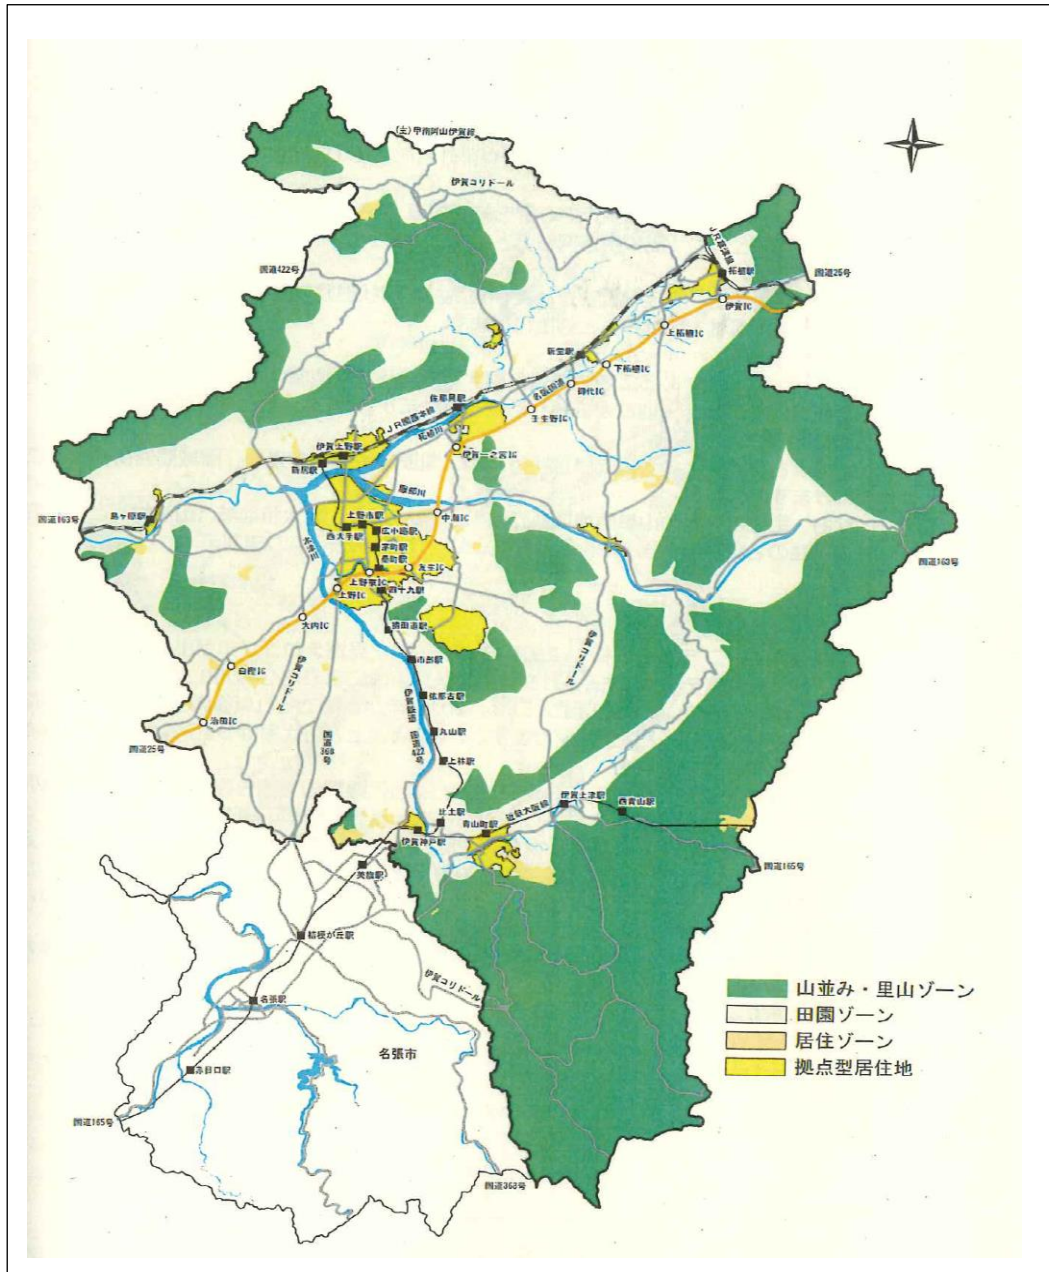 (主)甲南阿山伊賀線
伊賀コリドール
JR草津線
柘植駅
国道422号
国道25号
伊賀IC
上柘植IC
新堂駅
下柘植IC
名阪国道
御代IC
佐那具駅
壬生野IC
JR関西本線
柘植川
伊賀上野駅
伊賀一之宮IC
新居駅
服部川
島ヶ原駅
国道163号
上野市駅
中瀬IC
広小路駅
西大手駅
茅町駅
木津川
桑町駅
友生IC
国道163号
上野東IC
上野IC
四十九駅
大内IC
猪田道駅
伊賀コリドール
市部駅
白樫IC
伊賀コリドール
依那古駅
治田IC
伊賀鉄道
国道422号
丸山駅
国道25号
国道368号
上林駅
伊賀上津駅
西青山駅
比土駅
近鉄大阪線
青山町駅
伊賀神戸駅
国道165号
美旗駅
桔梗が丘駅
伊賀コリドール
名張駅
名張市
赤目口駅
国道165号
国道368号
山並み・里山ゾーン
田園ゾーン
居住ゾーン
拠点型居住地